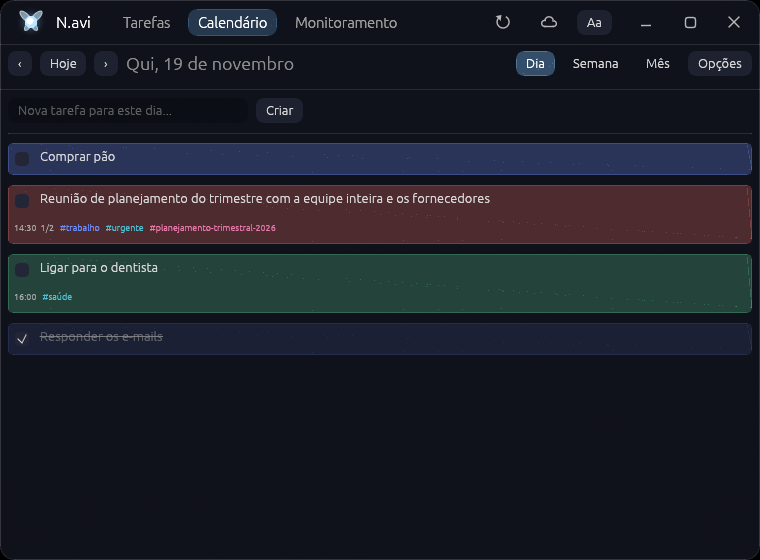 N.avi Tarefas Calendário Monitoramento Aa
‹ Hoje › Qui, 19 de novembro Dia Semana Mês Opções
Nova tarefa para este dia... Criar
Comprar pão
Reunião de planejamento do trimestre com a equipe inteira e os fornecedores
14:30 1/2 #trabalho #urgente #planejamento-trimestral-2026
Ligar para o dentista
16:00 #saúde
Responder os e-mails